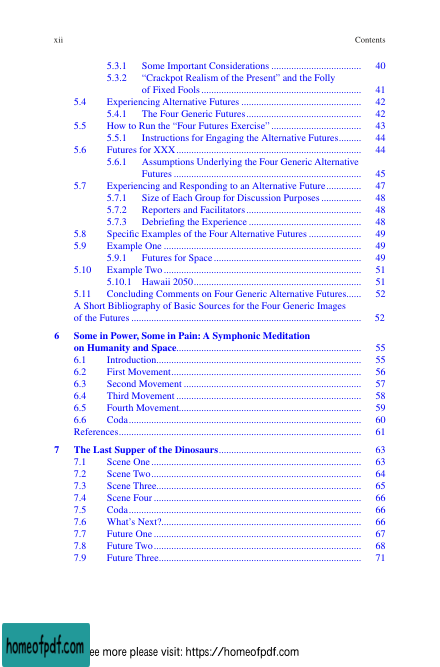 xii Contents
5.3.1 Some Important Considerations .................................. 40
5.3.2 “Crackpot Realism of the Present” and the Folly
of Fixed Fools ................................................ 41
5.4 Experiencing Alternative Futures .................................. 42
5.4.1 The Four Generic Futures .................................. 42
5.5 How to Run the “Four Futures Exercise” .................................. 43
5.5.1 Instructions for Engaging the Alternative Futures........ 44
5.6 Futures for XXX .................................. 44
5.6.1 Assumptions Underlying the Four Generic Alternative
Futures .................................. 45
5.7 Experiencing and Responding to an Alternative Future............. 47
5.7.1 Size of Each Group for Discussion Purposes ............... 48
5.7.2 Reporters and Facilitators .................................. 48
5.7.3 Debriefing the Experience .................................. 48
5.8 Specific Examples of the Four Alternative Futures .................... 49
5.9 Example One .................................. 49
5.9.1 Futures for Space .................................. 49
5.10 Example Two .................................. 51
5.10.1 Hawaii 2050 .................................. 51
5.11 Concluding Comments on Four Generic Alternative Futures...... 52
A Short Bibliography of Basic Sources for the Four Generic Images
of the Futures .................................. 52
6 Some in Power, Some in Pain: A Symphonic Meditation
on Humanity and Space .................................. 55
6.1 Introduction .................................. 55
6.2 First Movement .................................. 56
6.3 Second Movement .................................. 57
6.4 Third Movement .................................. 58
6.5 Fourth Movement .................................. 59
6.6 Coda .................................. 60
References .................................. 61
7 The Last Supper of the Dinosaurs .................................. 63
7.1 Scene One .................................. 63
7.2 Scene Two .................................. 64
7.3 Scene Three .................................. 65
7.4 Scene Four .................................. 66
7.5 Coda .................................. 66
7.6 What’s Next? .................................. 66
7.7 Future One .................................. 67
7.8 Future Two .................................. 68
7.9 Future Three .................................. 71
homeofpdf.com ee more please visit: https://homeofpdf.com